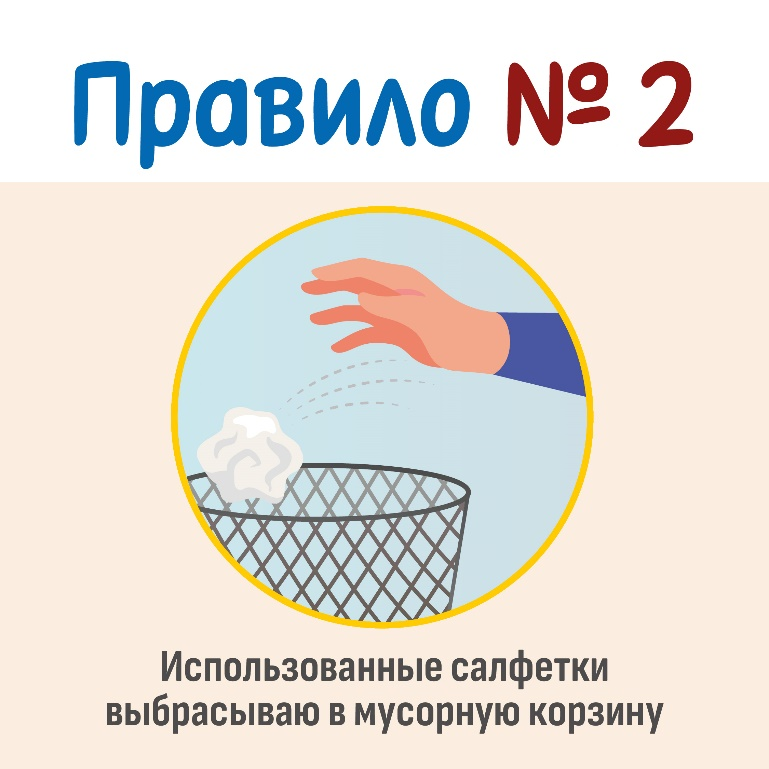 Правило № 2
Использованные салфетки
выбрасываю в мусорную корзину